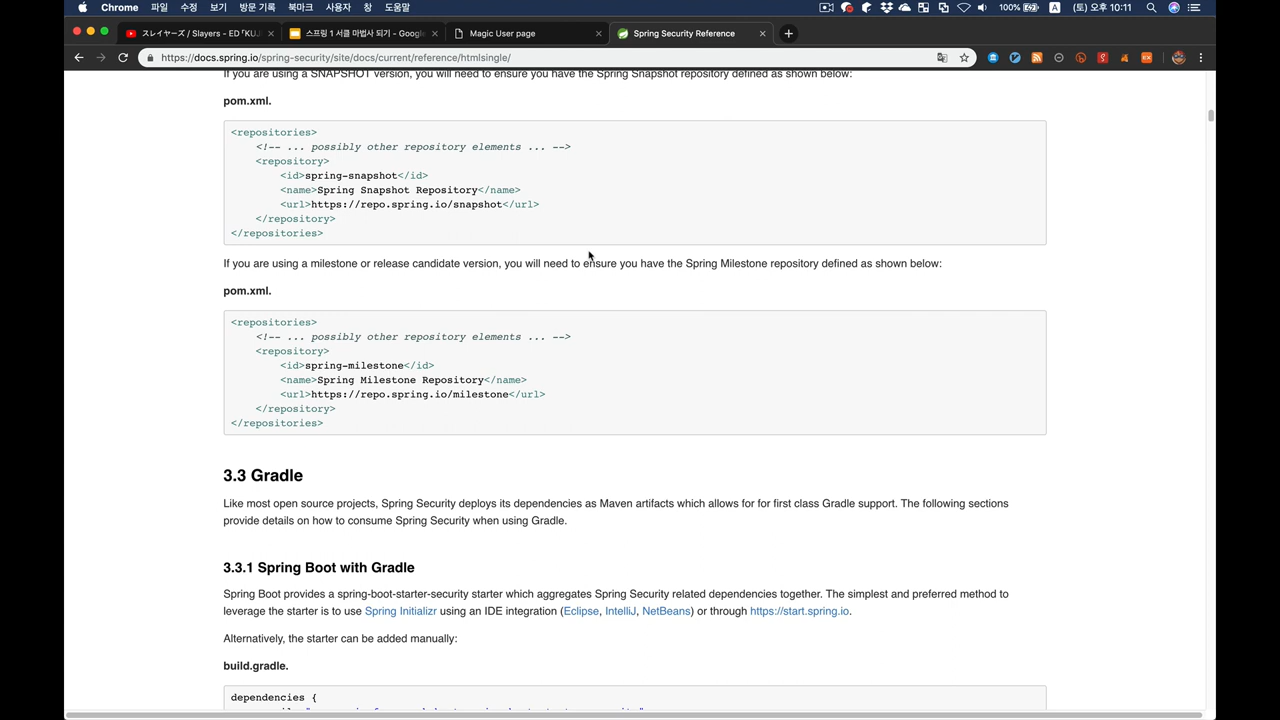 Chrome 파일 수정 보기 방문 기록 북마크 사용자 창 도움말 100% A (토) 오후 10:11
スレイヤーズ / Slayers - ED 「KUJ
스프링 1 서클 마법사 되기 - Google
Magic User page
Spring Security Reference
https://docs.spring.io/spring-security/site/docs/current/reference/htmlsingle/
If you are using a SNAPSHOT version, you will need to ensure you have the Spring Snapshot repository defined as shown below:
pom.xml.
<repositories>
<!-- ... possibly other repository elements ... -->
<repository>
<id>spring-snapshot</id>
<name>Spring Snapshot Repository</name>
<url>https://repo.spring.io/snapshot</url>
</repository>
</repositories>
If you are using a milestone or release candidate version, you will need to ensure you have the Spring Milestone repository defined as shown below:
pom.xml.
<repositories>
<!-- ... possibly other repository elements ... -->
<repository>
<id>spring-milestone</id>
<name>Spring Milestone Repository</name>
<url>https://repo.spring.io/milestone</url>
</repository>
</repositories>
3.3 Gradle
Like most open source projects, Spring Security deploys its dependencies as Maven artifacts which allows for for first class Gradle support. The following sections
provide details on how to consume Spring Security when using Gradle.
3.3.1 Spring Boot with Gradle
Spring Boot provides a spring-boot-starter-security starter which aggregates Spring Security related dependencies together. The simplest and preferred method to
leverage the starter is to use Spring Initializr using an IDE integration (Eclipse, IntelliJ, NetBeans) or through https://start.spring.io.
Alternatively, the starter can be added manually:
build.gradle.
dependencies {